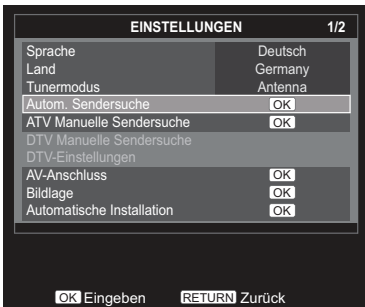 EINSTELLUNGEN 1/2
Sprache Deutsch
Land Germany
Tunermodus Antenna
Autom. Sendersuche OK
ATV Manuelle Sendersuche OK
DTV Manuelle Sendersuche
DTV-Einstellungen
AV-Anschluss OK
Bildlage OK
Automatische Installation OK
OK Eingeben RETURN Zurück